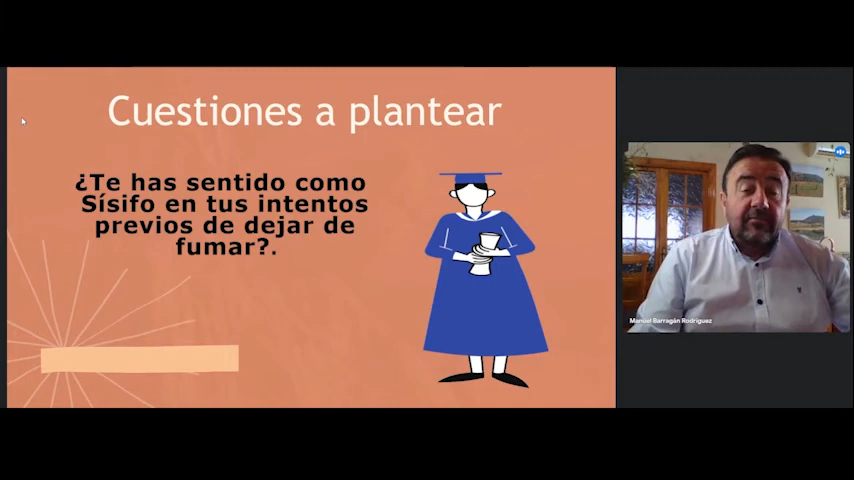 Cuestiones a plantear
¿Te has sentido como
Sísifo en tus intentos
previos de dejar de
fumar?.
Manuel Barragán Rodríguez